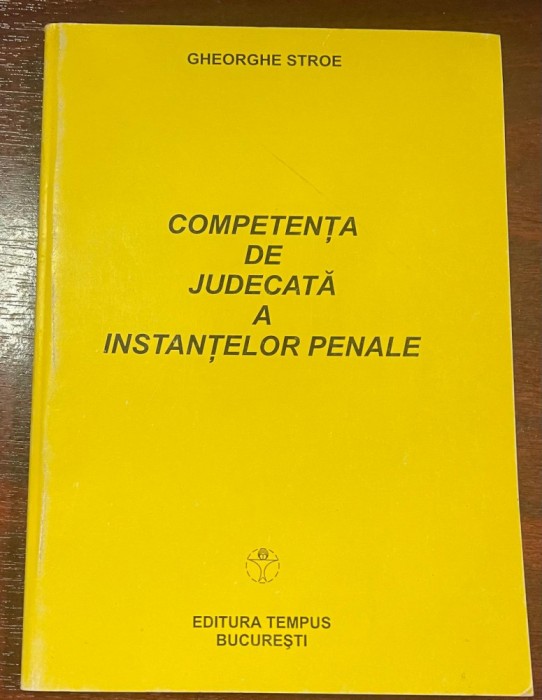 GHEORGHE STROE
COMPETENȚA
DE
JUDECATĂ
A
INSTANȚELOR PENALE
EDITURA TEMPUS
BUCUREȘTI